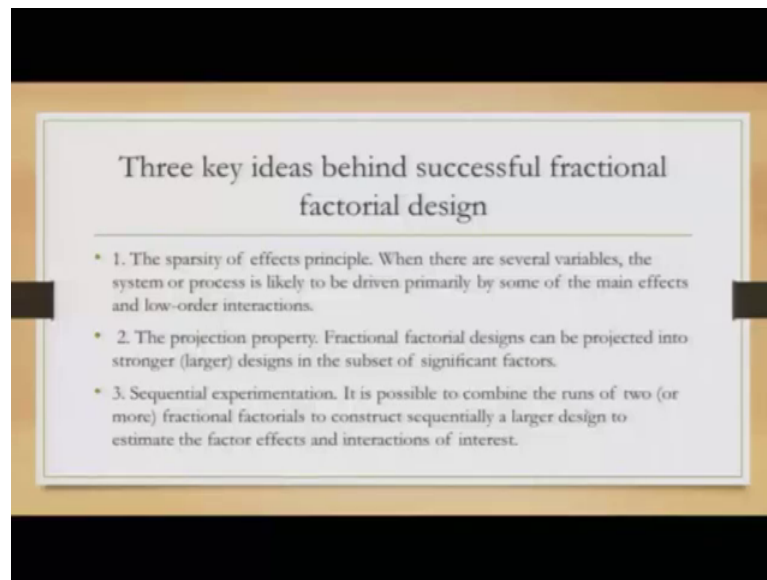 Three key ideas behind successful fractional
factorial design
• 1. The sparsity of effects principle. When there are several variables, the
system or process is likely to be driven primarily by some of the main effects
and low-order interactions.
• 2. The projection property. Fractional factorial designs can be projected into
stronger (larger) designs in the subset of significant factors.
• 3. Sequential experimentation. It is possible to combine the runs of two (or
more) fractional factorials to construct sequentially a larger design to
estimate the factor effects and interactions of interest.